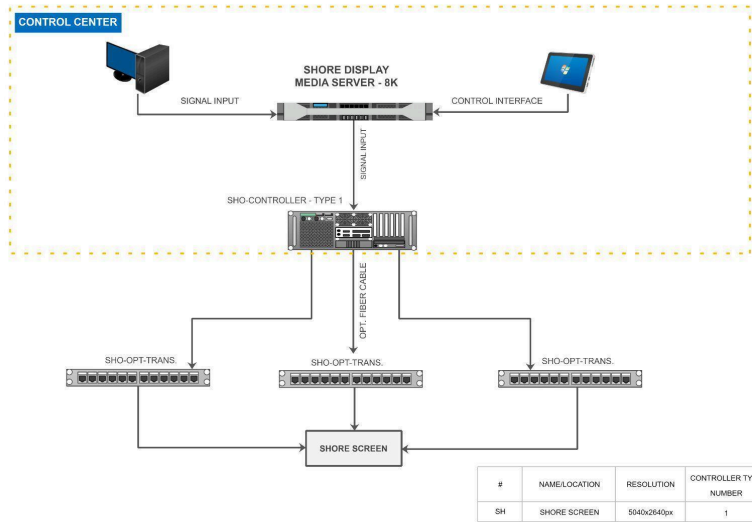 CONTROL CENTER
SHORE DISPLAY
MEDIA SERVER - 8K
SIGNAL INPUT
CONTROL INTERFACE
SIGNAL INPUT
SHO-CONTROLLER - TYPE 1
OPT. FIBER CABLE
SHO-OPT-TRANS.
SHO-OPT-TRANS.
SHO-OPT-TRANS.
SHORE SCREEN
# NAME/LOCATION RESOLUTION CONTROLLER TY
NUMBER
SH SHORE SCREEN 5040x2640px 1